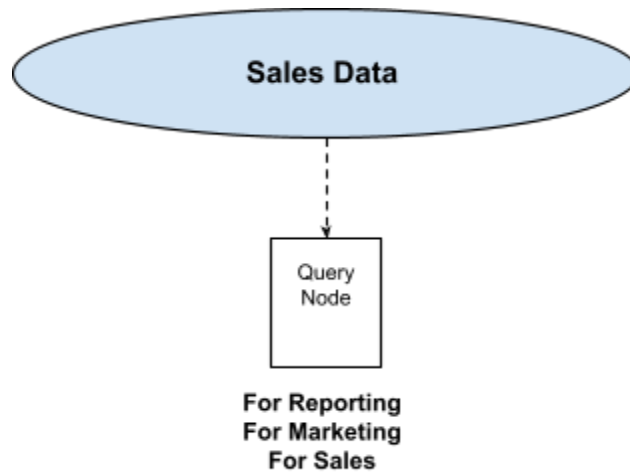 Sales Data
Query
Node
For Reporting
For Marketing
For Sales